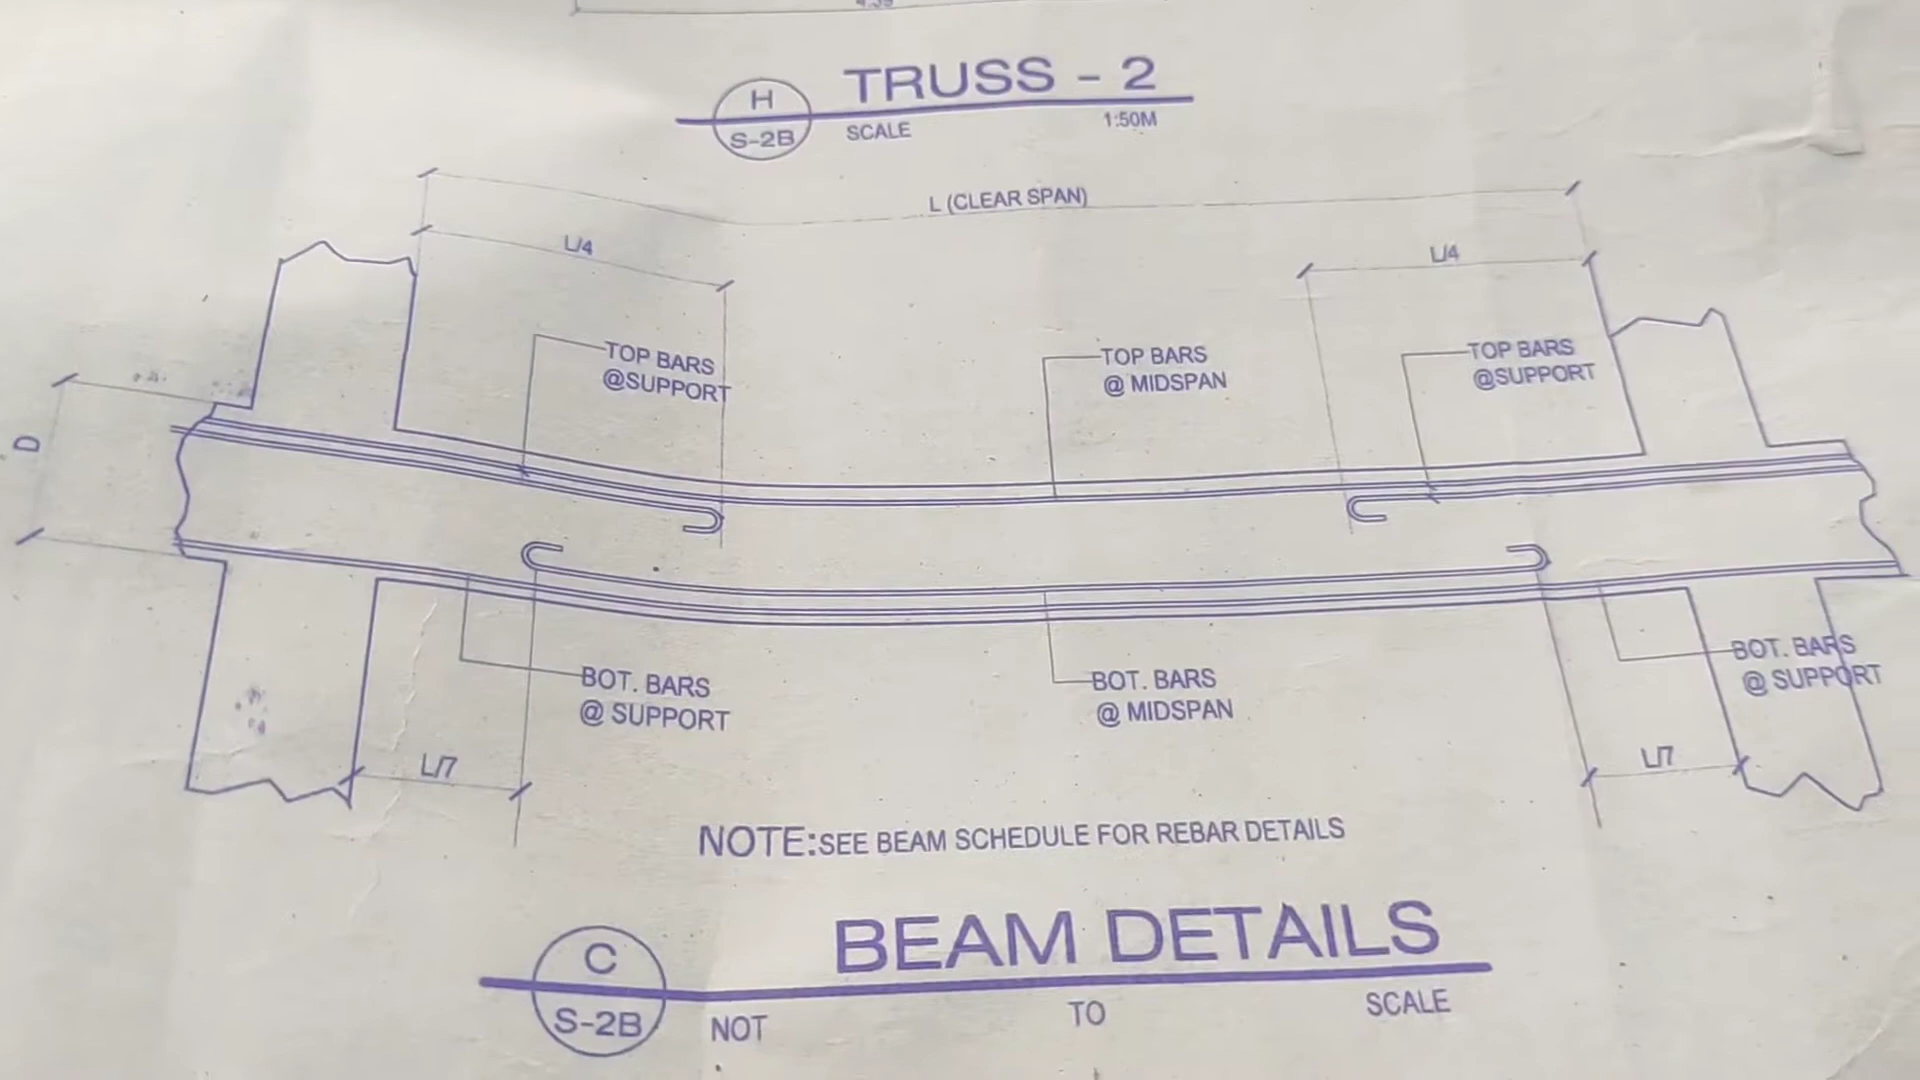 H
S-2B
TRUSS - 2
SCALE 1:50M
L (CLEAR SPAN)
L/4
L/4
TOP BARS
@SUPPORT
TOP BARS
@ MIDSPAN
TOP BARS
@SUPPORT
D
BOT. BARS
@ SUPPORT
BOT. BARS
@ MIDSPAN
BOT. BARS
@ SUPPORT
L/7
L/7
NOTE:SEE BEAM SCHEDULE FOR REBAR DETAILS
C
S-2B
BEAM DETAILS
NOT TO SCALE